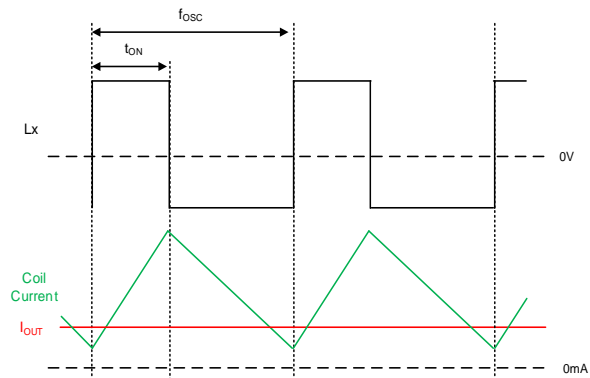 fOSC
tON
Lx
0V
Coil
Current
IOUT
0mA